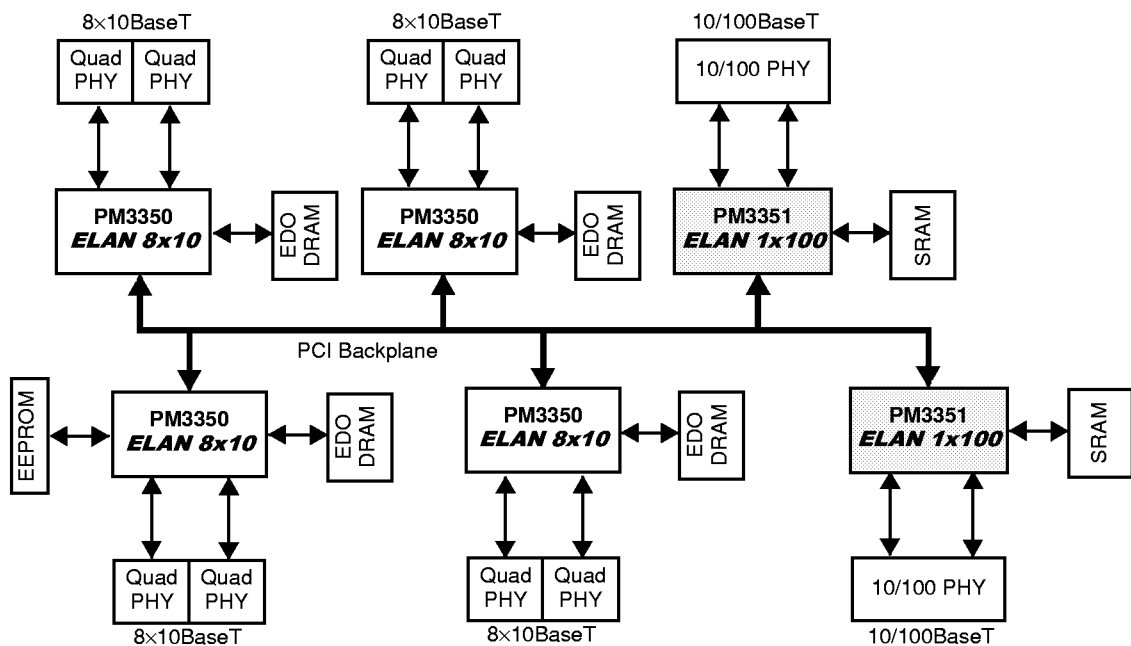 8×10BaseT
Quad PHY
Quad PHY
PM3350
ELAN 8x10
EDO DRAM
8×10BaseT
Quad PHY
Quad PHY
PM3350
ELAN 8x10
EDO DRAM
10/100BaseT
10/100 PHY
PM3351
ELAN 1x100
SRAM
PCI Backplane
EEPROM
PM3350
ELAN 8x10
EDO DRAM
Quad PHY
Quad PHY
8×10BaseT
PM3350
ELAN 8x10
EDO DRAM
Quad PHY
Quad PHY
8×10BaseT
PM3351
ELAN 1x100
SRAM
10/100 PHY
10/100BaseT